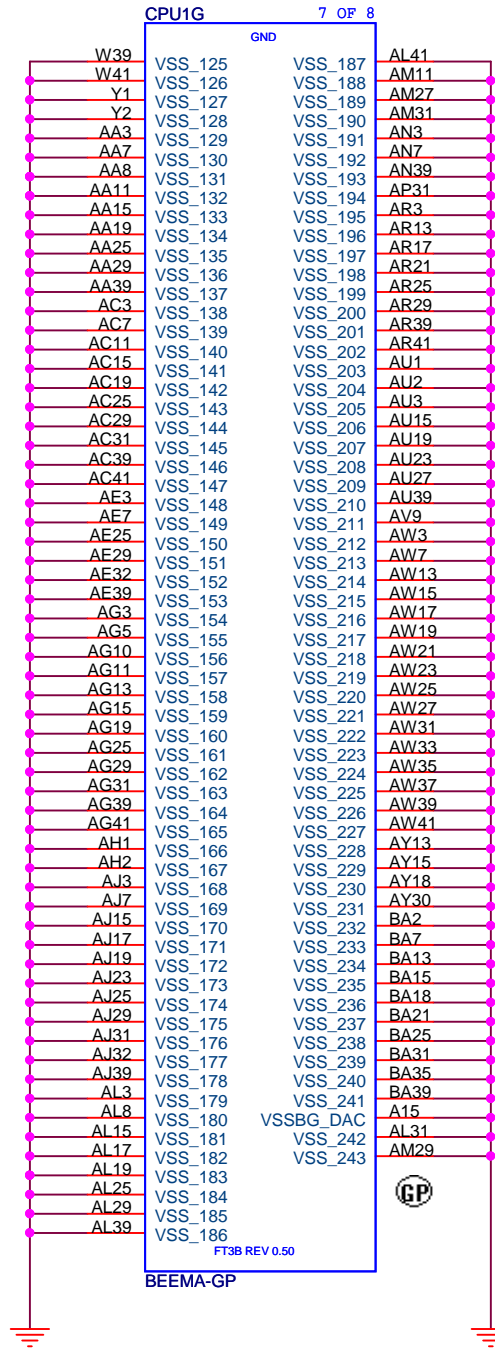 CPU1G 7 OF 8
GND
W39 VSS_125 VSS_187 AL41
W41 VSS_126 VSS_188 AM11
Y1 VSS_127 VSS_189 AM27
Y2 VSS_128 VSS_190 AM31
AA3 VSS_129 VSS_191 AN3
AA7 VSS_130 VSS_192 AN7
AA8 VSS_131 VSS_193 AN39
AA11 VSS_132 VSS_194 AP31
AA15 VSS_133 VSS_195 AR3
AA19 VSS_134 VSS_196 AR13
AA25 VSS_135 VSS_197 AR17
AA29 VSS_136 VSS_198 AR21
AA39 VSS_137 VSS_199 AR25
AC3 VSS_138 VSS_200 AR29
AC7 VSS_139 VSS_201 AR39
AC11 VSS_140 VSS_202 AR41
AC15 VSS_141 VSS_203 AU1
AC19 VSS_142 VSS_204 AU2
AC25 VSS_143 VSS_205 AU3
AC29 VSS_144 VSS_206 AU15
AC31 VSS_145 VSS_207 AU19
AC39 VSS_146 VSS_208 AU23
AC41 VSS_147 VSS_209 AU27
AE3 VSS_148 VSS_210 AU39
AE7 VSS_149 VSS_211 AV9
AE25 VSS_150 VSS_212 AW3
AE29 VSS_151 VSS_213 AW7
AE32 VSS_152 VSS_214 AW13
AE39 VSS_153 VSS_215 AW15
AG3 VSS_154 VSS_216 AW17
AG5 VSS_155 VSS_217 AW19
AG10 VSS_156 VSS_218 AW21
AG11 VSS_157 VSS_219 AW23
AG13 VSS_158 VSS_220 AW25
AG15 VSS_159 VSS_221 AW27
AG19 VSS_160 VSS_222 AW31
AG25 VSS_161 VSS_223 AW33
AG29 VSS_162 VSS_224 AW35
AG31 VSS_163 VSS_225 AW37
AG39 VSS_164 VSS_226 AW39
AG41 VSS_165 VSS_227 AW41
AH1 VSS_166 VSS_228 AY13
AH2 VSS_167 VSS_229 AY15
AJ3 VSS_168 VSS_230 AY18
AJ7 VSS_169 VSS_231 AY30
AJ15 VSS_170 VSS_232 BA2
AJ17 VSS_171 VSS_233 BA7
AJ19 VSS_172 VSS_234 BA13
AJ23 VSS_173 VSS_235 BA15
AJ25 VSS_174 VSS_236 BA18
AJ29 VSS_175 VSS_237 BA21
AJ31 VSS_176 VSS_238 BA25
AJ32 VSS_177 VSS_239 BA31
AJ39 VSS_178 VSS_240 BA35
AL3 VSS_179 VSS_241 BA39
AL8 VSS_180 VSSBG_DAC A15
AL15 VSS_181 VSS_242 AL31
AL17 VSS_182 VSS_243 AM29
AL19 VSS_183
AL25 VSS_184
AL29 VSS_185
AL39 VSS_186
GP
FT3B REV 0.50
BEEMA-GP